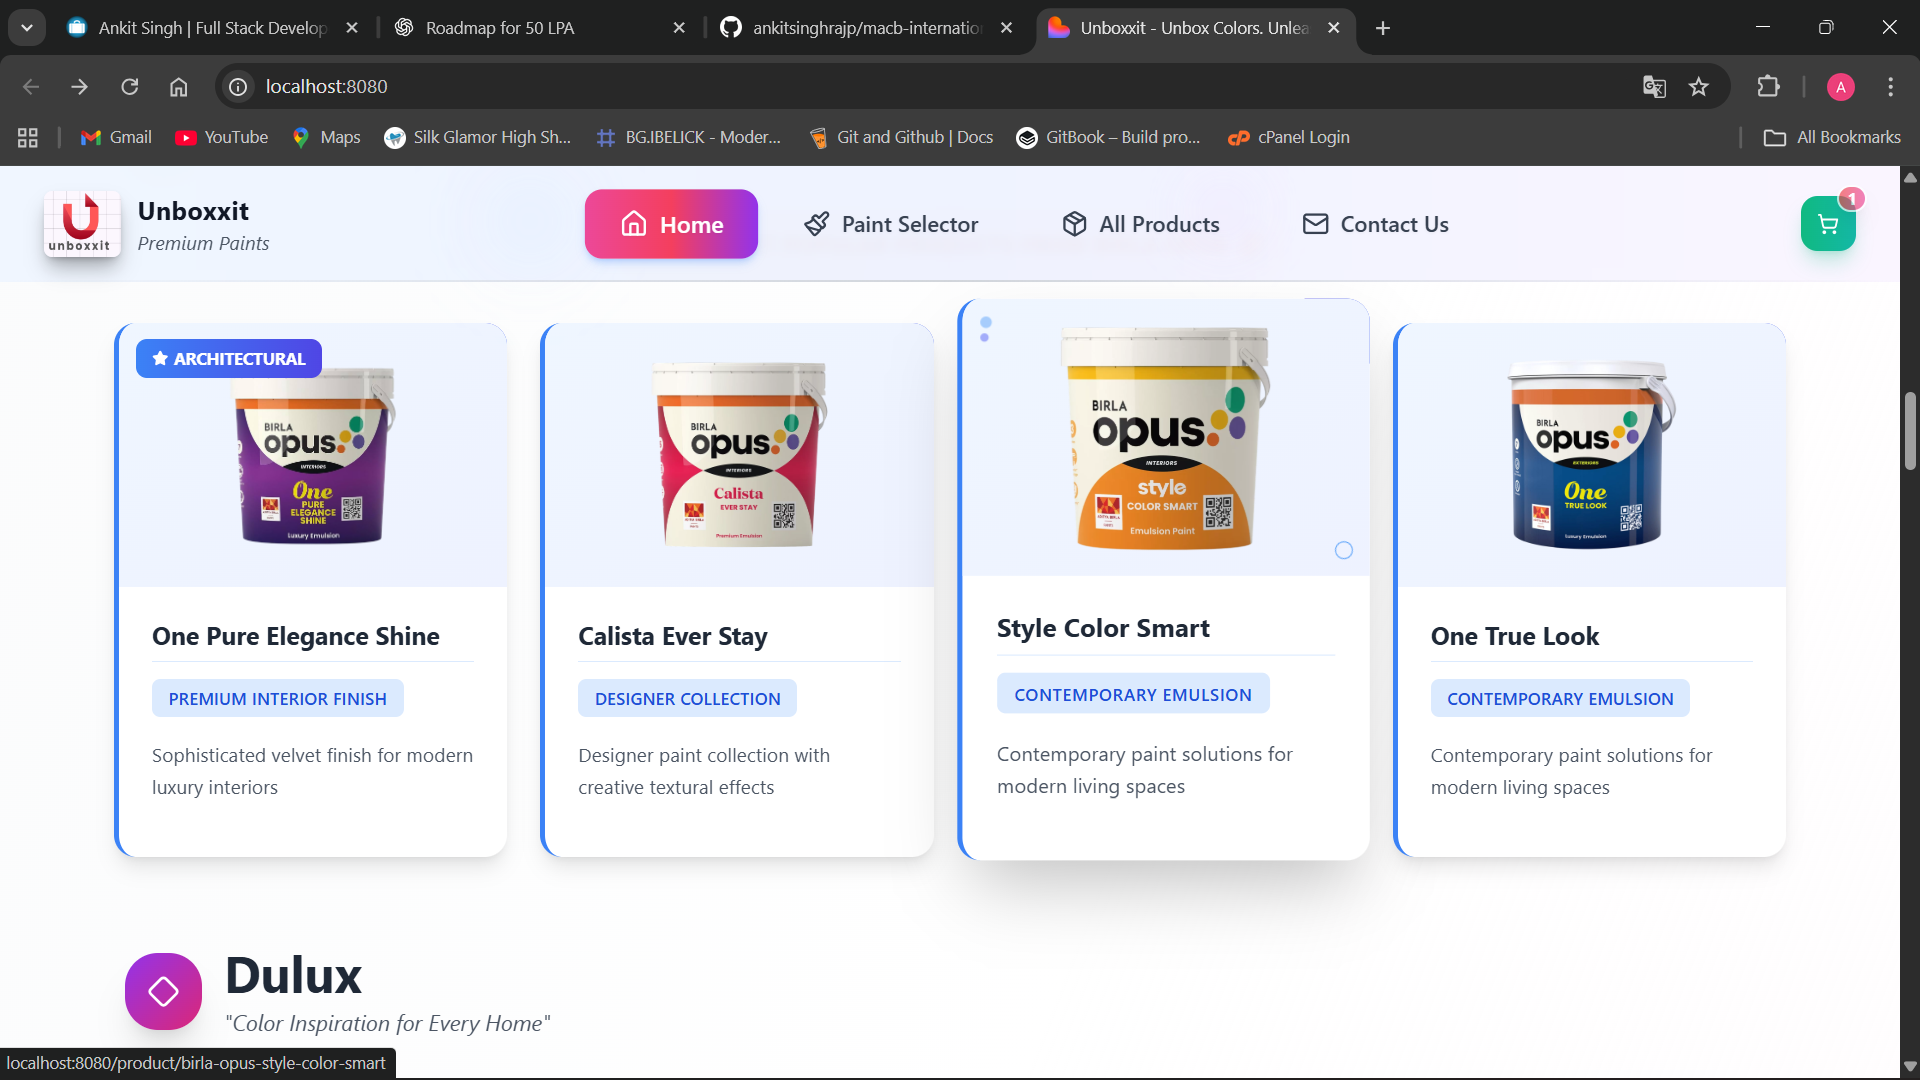 Ankit Singh | Full Stack Develop
Roadmap for 50 LPA
ankitsinghrajp/macb-internatio
Unboxxit - Unbox Colors. Unlea
localhost:8080
A
Gmail
YouTube
Maps
Silk Glamor High Sh...
BG.IBELICK - Moder...
Git and Github | Docs
GitBook – Build pro...
cPanel Login
All Bookmarks
unboxxit
Unboxxit
Premium Paints
Home
Paint Selector
All Products
Contact Us
1
ARCHITECTURAL
BIRLA
opus
INTERIORS
One
PURE
ELEGANCE
SHINE
Luxury Emulsion
One Pure Elegance Shine
PREMIUM INTERIOR FINISH
Sophisticated velvet finish for modern
luxury interiors
BIRLA
opus
INTERIORS
Calista
EVER STAY
Premium Emulsion
Calista Ever Stay
DESIGNER COLLECTION
Designer paint collection with
creative textural effects
BIRLA
opus
INTERIORS
style
COLOR SMART
Emulsion Paint
Style Color Smart
CONTEMPORARY EMULSION
Contemporary paint solutions for
modern living spaces
BIRLA
opus
EXTERIORS
One
TRUE LOOK
Luxury Emulsion
One True Look
CONTEMPORARY EMULSION
Contemporary paint solutions for
modern living spaces
Dulux
"Color Inspiration for Every Home"
localhost:8080/product/birla-opus-style-color-smart